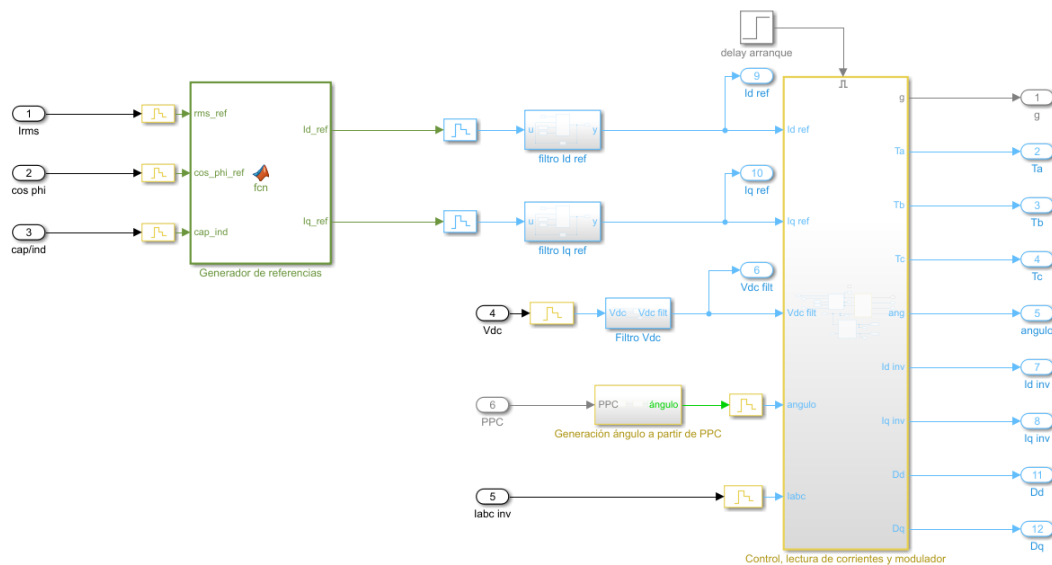 delay arranque
9
Id ref
1
Irms
rms_ref
Id_ref
u
y
filtro Id ref
Id ref
g
1
g
2
cos phi
cos_phi_ref
fcn
10
Iq ref
Ta
2
Ta
3
cap/ind
cap_ind
Iq_ref
Generador de referencias
u
y
filtro Iq ref
Iq ref
Tb
3
Tb
6
Vdc filt
Tc
4
Tc
4
Vdc
Vdc
Vdc filt
Filtro Vdc
Vdc filt
ang
5
angulo
Id inv
7
Id inv
6
PPC
PPC
ángulo
Generación ángulo a partir de PPC
angulo
Iq inv
8
Iq inv
5
Iabc inv
Iabc
Dd
11
Dd
Dq
12
Dq
Control, lectura de corrientes y modulador